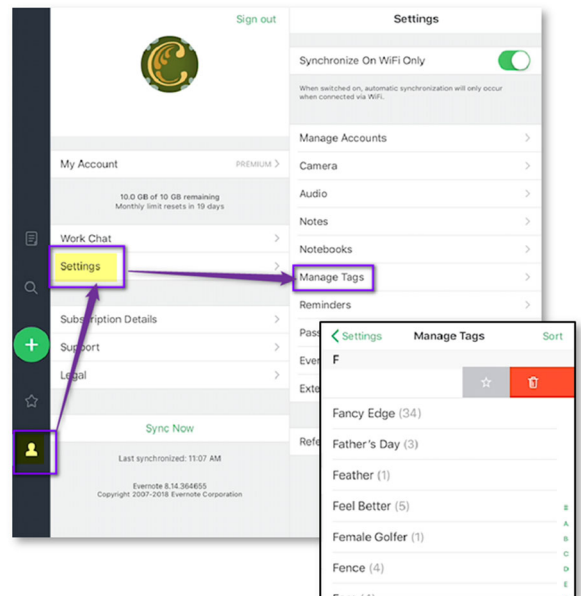 Sign out
My Account PREMIUM >
10.0 GB of 10 GB remaining
Monthly limit resets in 19 days
Work Chat >
Settings >
Subscription Details >
Support >
Legal >
Sync Now
Last synchronized: 11:07 AM
Evernote 8.14.364655
Copyright 2007-2018 Evernote Corporation
Settings
Synchronize On WiFi Only
When switched on, automatic synchronization will only occur
when connected via WiFi.
Manage Accounts >
Camera >
Audio >
Notes >
Notebooks >
Manage Tags >
Reminders >
Pass
Ever
Exte
Refe
< Settings Manage Tags Sort
F
Fancy Edge (34)
Father's Day (3)
Feather (1)
Feel Better (5)
Female Golfer (1)
Fence (4)
#
A
B
C
D
E